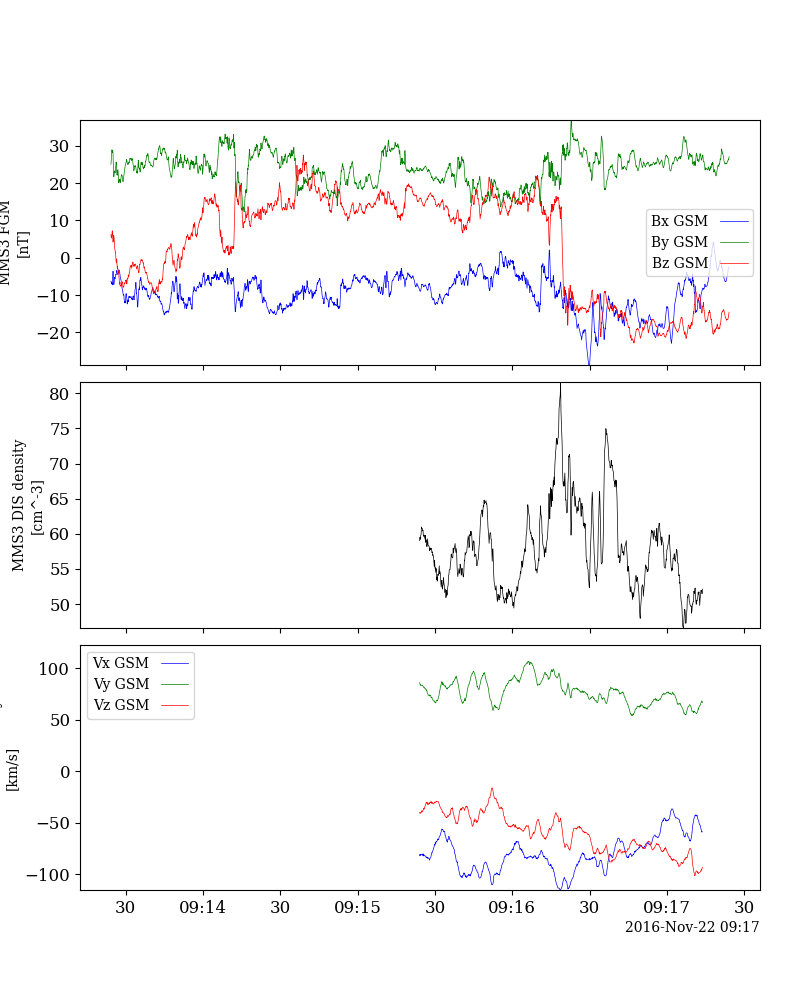 30
20
10
0
−10
−20
MMS3 FGM
[nT]
Bx GSM
By GSM
Bz GSM
80
75
70
65
60
55
50
MMS3 DIS density
[cm^-3]
100
50
0
−50
−100
[km/s]
Vx GSM
Vy GSM
Vz GSM
30 09:14 30 09:15 30 09:16 30 09:17 30
2016-Nov-22 09:17